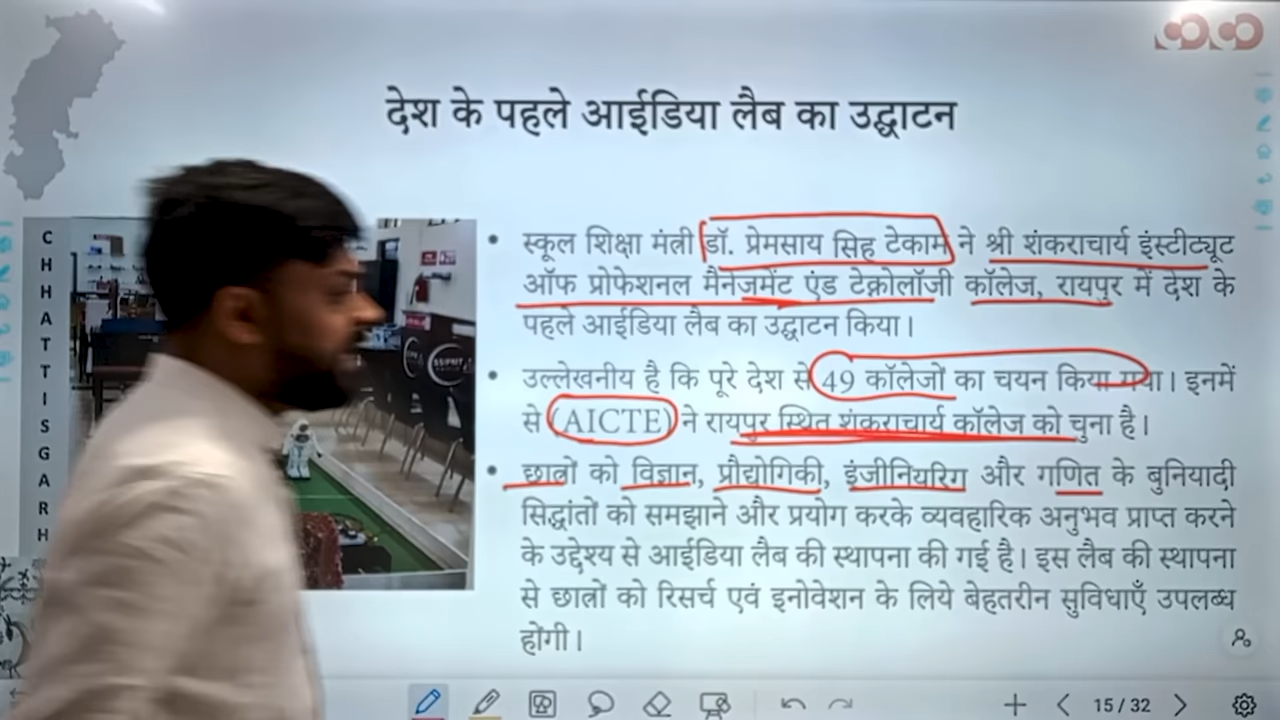 देश के पहले आईडिया लैब का उद्घाटन
CHHATTISGARH
• स्कूल शिक्षा मंत्री डॉ. प्रेमसाय सिह टेकाम ने श्री शंकराचार्य इंस्टीट्यूट
ऑफ प्रोफेशनल मैनेजमेंट एंड टेक्नोलॉजी कॉलेज, रायपुर में देश के
पहले आईडिया लैब का उद्घाटन किया।
• उल्लेखनीय है कि पूरे देश से 49 कॉलेजों का चयन किया गया। इनमें
से (AICTE) ने रायपुर स्थित शंकराचार्य कॉलेज को चुना है।
• छात्रों को विज्ञान, प्रौद्योगिकी, इंजीनियरिग और गणित के बुनियादी
सिद्धांतों को समझाने और प्रयोग करके व्यवहारिक अनुभव प्राप्त करने
के उद्देश्य से आईडिया लैब की स्थापना की गई है। इस लैब की स्थापना
से छात्रों को रिसर्च एवं इनोवेशन के लिये बेहतरीन सुविधाएँ उपलब्ध
होंगी।
15 / 32